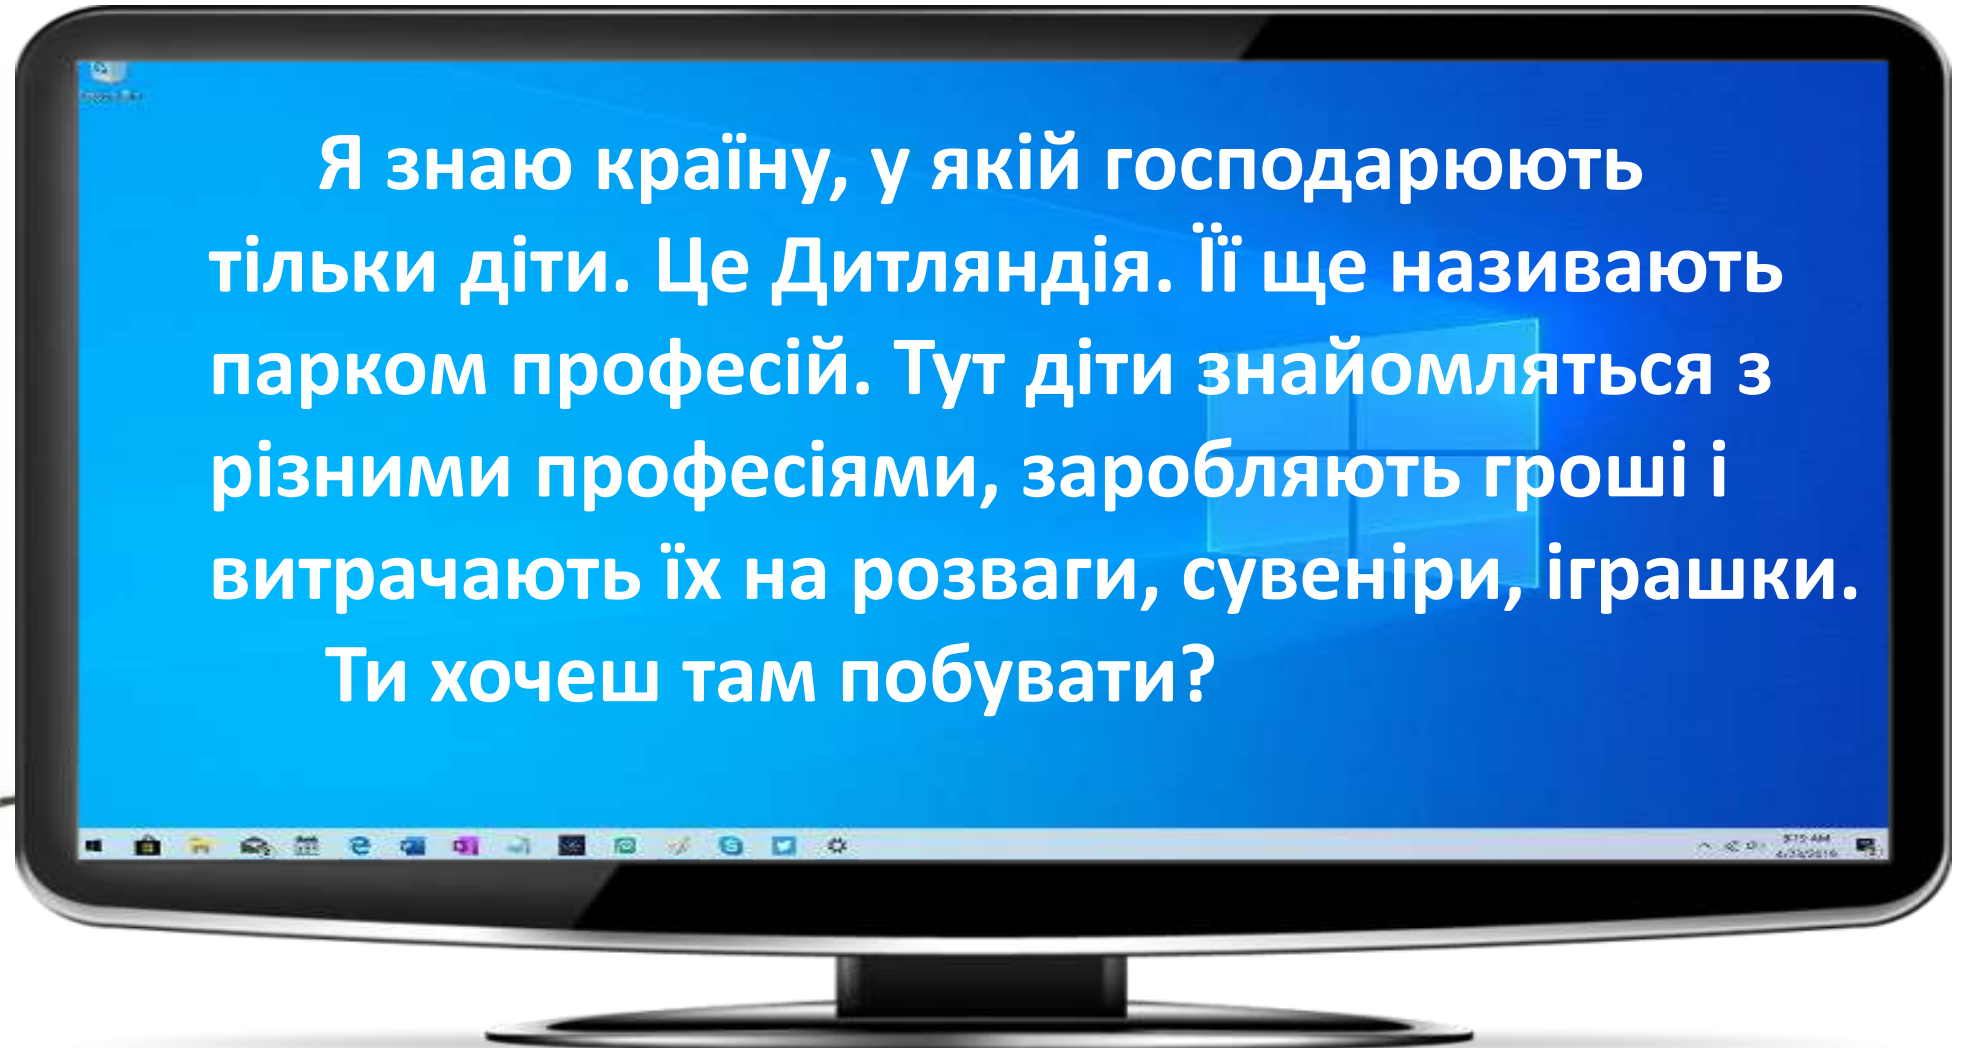 Я знаю країну, у якій господарюють
тільки діти. Це Дитляндія. Її ще називають
парком професій. Тут діти знайомляться з
різними професіями, заробляють гроші і
витрачають їх на розваги, сувеніри, іграшки.
Ти хочеш там побувати?